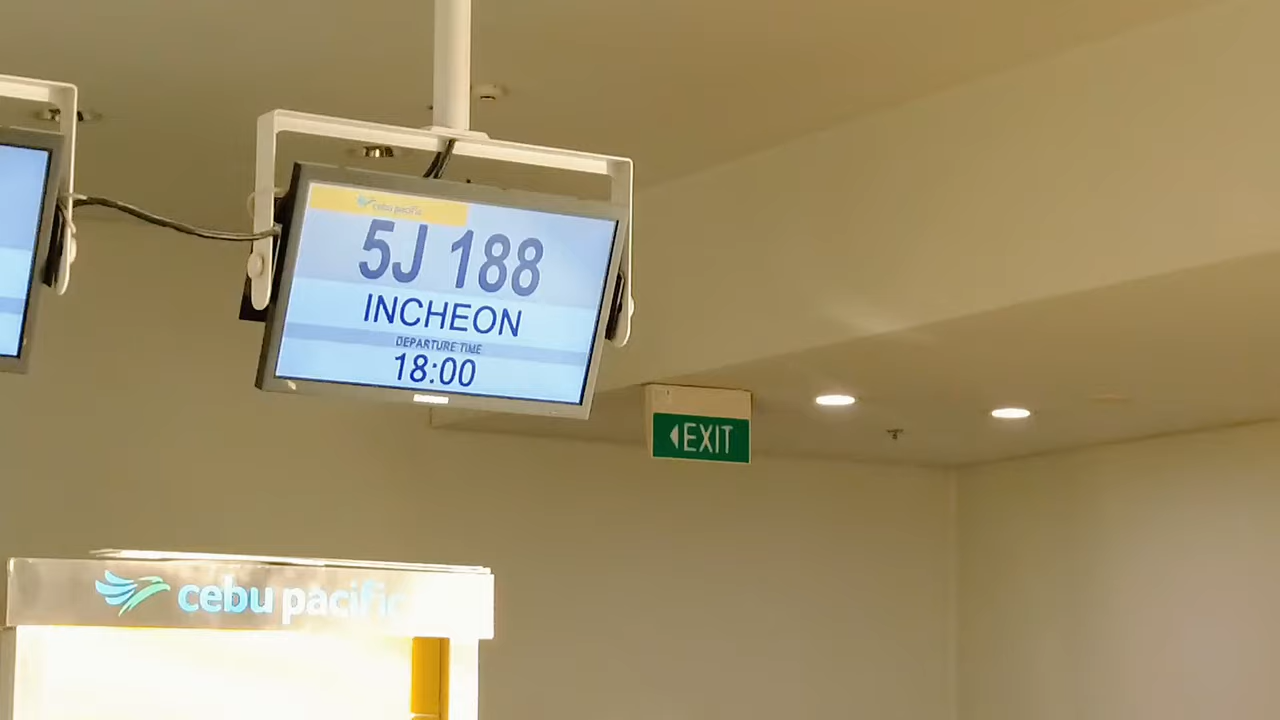 cebu pacific
5J 188
INCHEON
DEPARTURE TIME
18:00
EXIT
cebu pacific